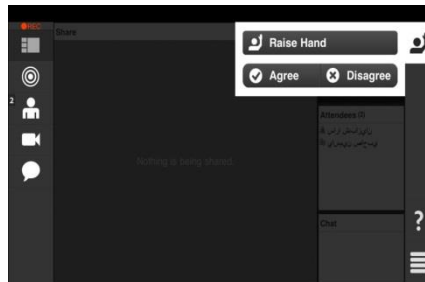 REC
Share
Raise Hand
Agree
Disagree
2
Attendees
Nothing is being shared
Chat
?